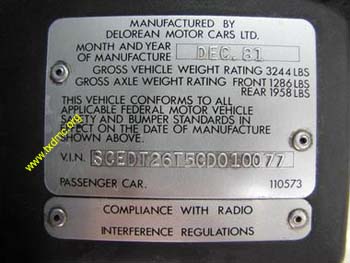 MANUFACTURED BY
DELOREAN MOTOR CARS LTD.
MONTH AND YEAR
OF MANUFACTURE DEC. 81
GROSS VEHICLE WEIGHT RATING 3244 LBS
GROSS AXLE WEIGHT RATING FRONT 1286 LBS
REAR 1958 LBS
THIS VEHICLE CONFORMS TO ALL
APPLICABLE FEDERAL MOTOR VEHICLE
SAFETY AND BUMPER STANDARDS IN
EFFECT ON THE DATE OF MANUFACTURE
SHOWN ABOVE.
V.I.N. SCEDT26T5CD010077
PASSENGER CAR. 110573
COMPLIANCE WITH RADIO
INTERFERENCE REGULATIONS
www.txdmc.org